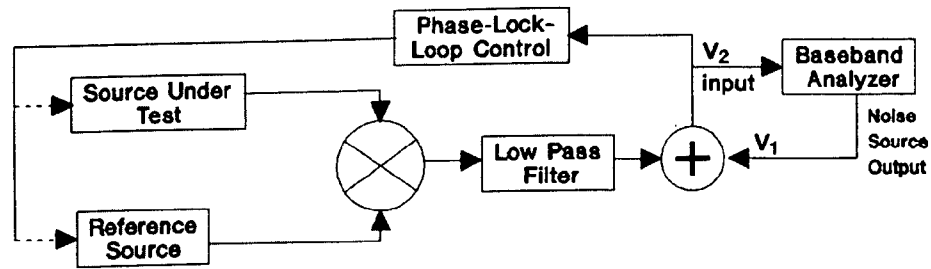 Phase-Lock-
Loop Control
V2
input
Baseband
Analyzer
Source Under
Test
Noise
Source
Output
V1
Low Pass
Filter
Reference
Source